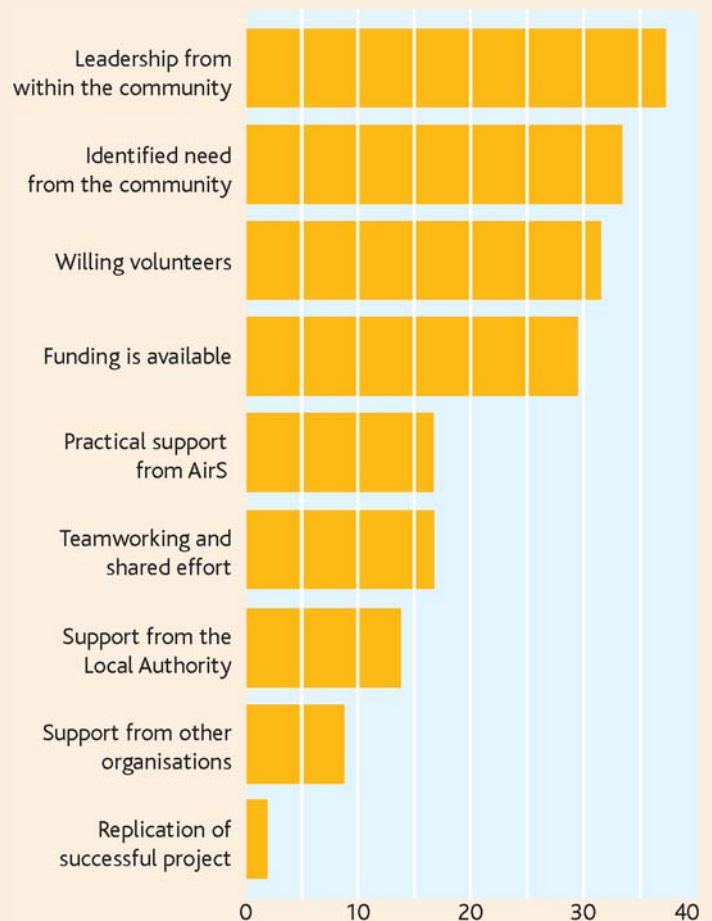 Leadership from
within the community
Identified need
from the community
Willing volunteers
Funding is available
Practical support
from AirS
Teamworking and
shared effort
Support from the
Local Authority
Support from other
organisations
Replication of
successful project
0 10 20 30 40